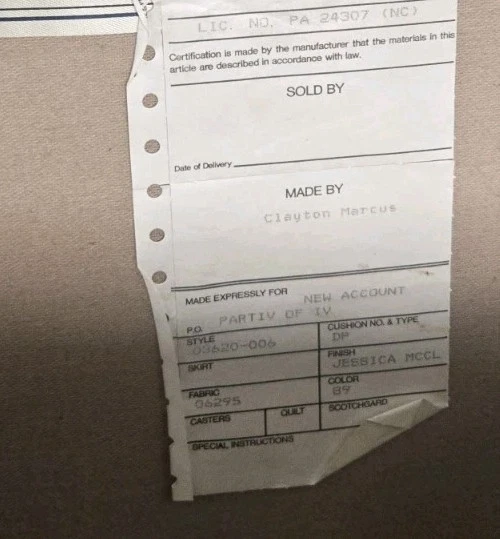 LIC. NO. PA 24307 (NC)
Certification is made by the manufacturer that the materials in this
article are described in accordance with law.
SOLD BY
Date of Delivery
MADE BY
Clayton Marcus
MADE EXPRESSLY FOR NEW ACCOUNT
P.O. PARTIV OF IV
STYLE CUSHION NO. & TYPE
03620-006 DP
SKIRT FINISH
JESSICA MCCL
FABRIC COLOR
06295 89
CASTERS QUILT SCOTCHGARD
SPECIAL INSTRUCTIONS